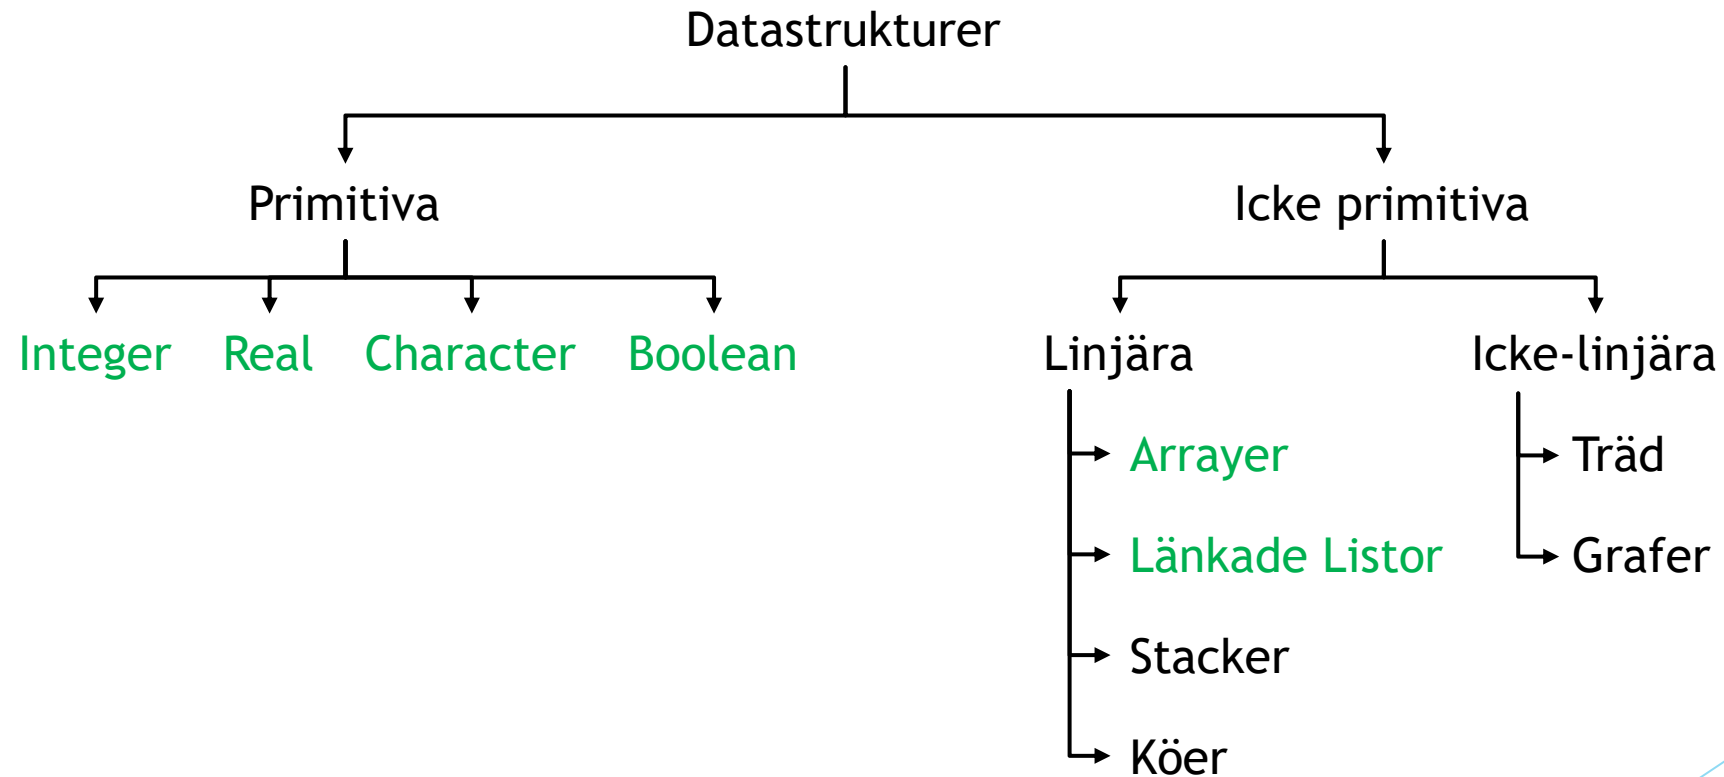 Datastrukturer
Primitiva Icke primitiva
Integer Real Character Boolean Linjära Icke-linjära
Arrayer Träd
Länkade Listor Grafer
Stacker
Köer